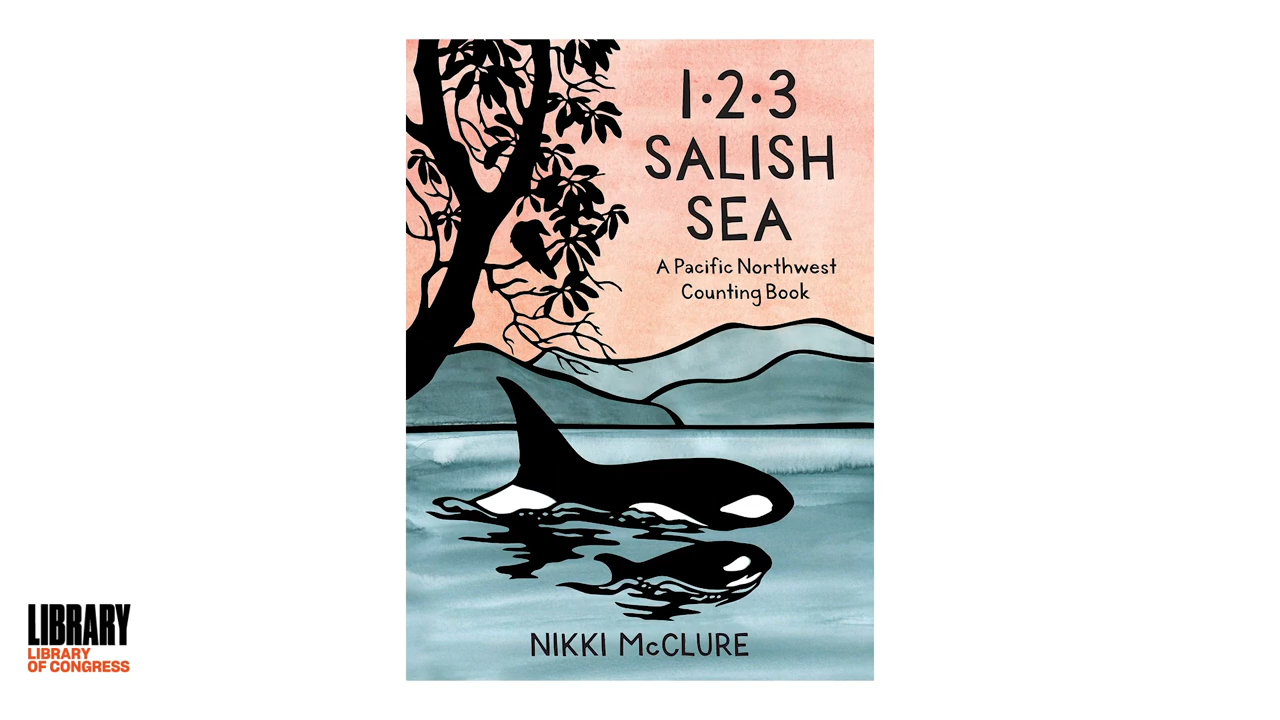 1·2·3
SALISH
SEA
A Pacific Northwest
Counting Book
NIKKI McCLURE
LIBRARY
LIBRARY
OF CONGRESS